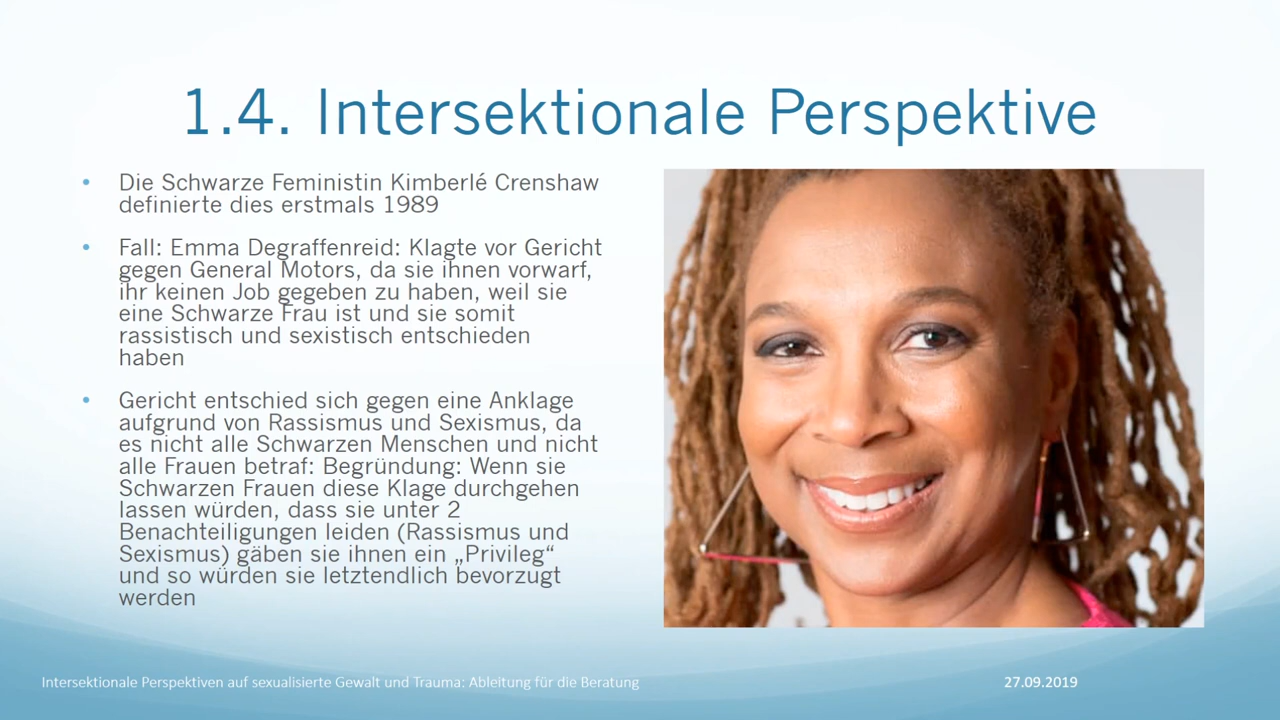 1.4. Intersektionale Perspektive
• Die Schwarze Feministin Kimberlé Crenshaw
definierte dies erstmals 1989
• Fall: Emma Degraffenreid: Klagte vor Gericht
gegen General Motors, da sie ihnen vorwarf,
ihr keinen Job gegeben zu haben, weil sie
eine Schwarze Frau ist und sie somit
rassistisch und sexistisch entschieden
haben
• Gericht entschied sich gegen eine Anklage
aufgrund von Rassismus und Sexismus, da
es nicht alle Schwarzen Menschen und nicht
alle Frauen betraf: Begründung: Wenn sie
Schwarzen Frauen diese Klage durchgehen
lassen würden, dass sie unter 2
Benachteiligungen leiden (Rassismus und
Sexismus) gäben sie ihnen ein „Privileg“
und so würden sie letztendlich bevorzugt
werden
Intersektionale Perspektiven auf sexualisierte Gewalt und Trauma: Ableitung für die Beratung
27.09.2019